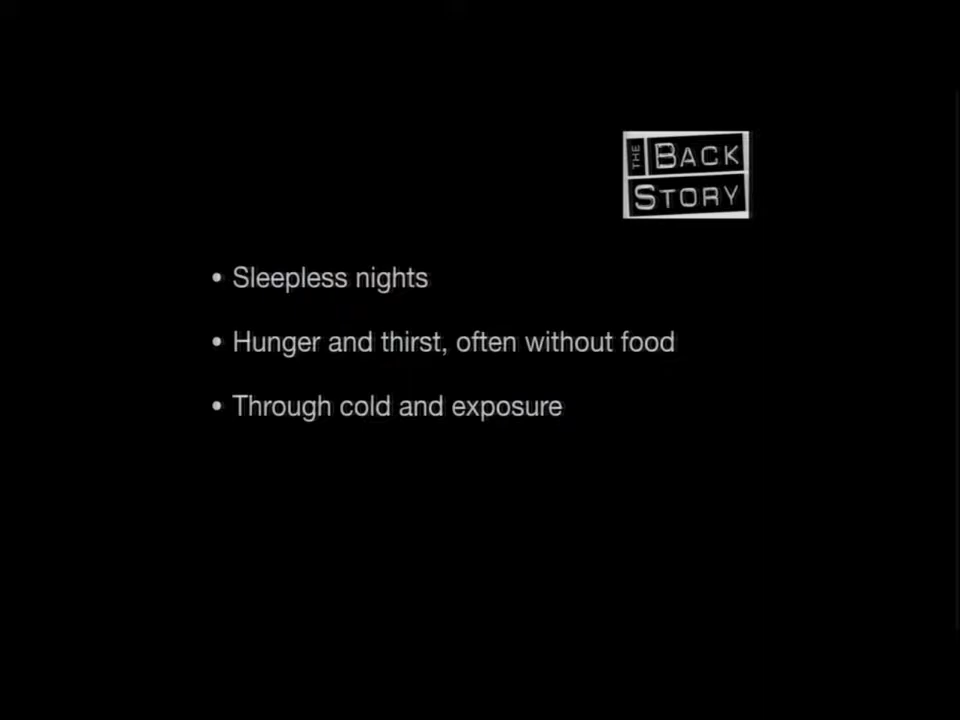 THE BACK
STORY
• Sleepless nights
• Hunger and thirst, often without food
• Through cold and exposure